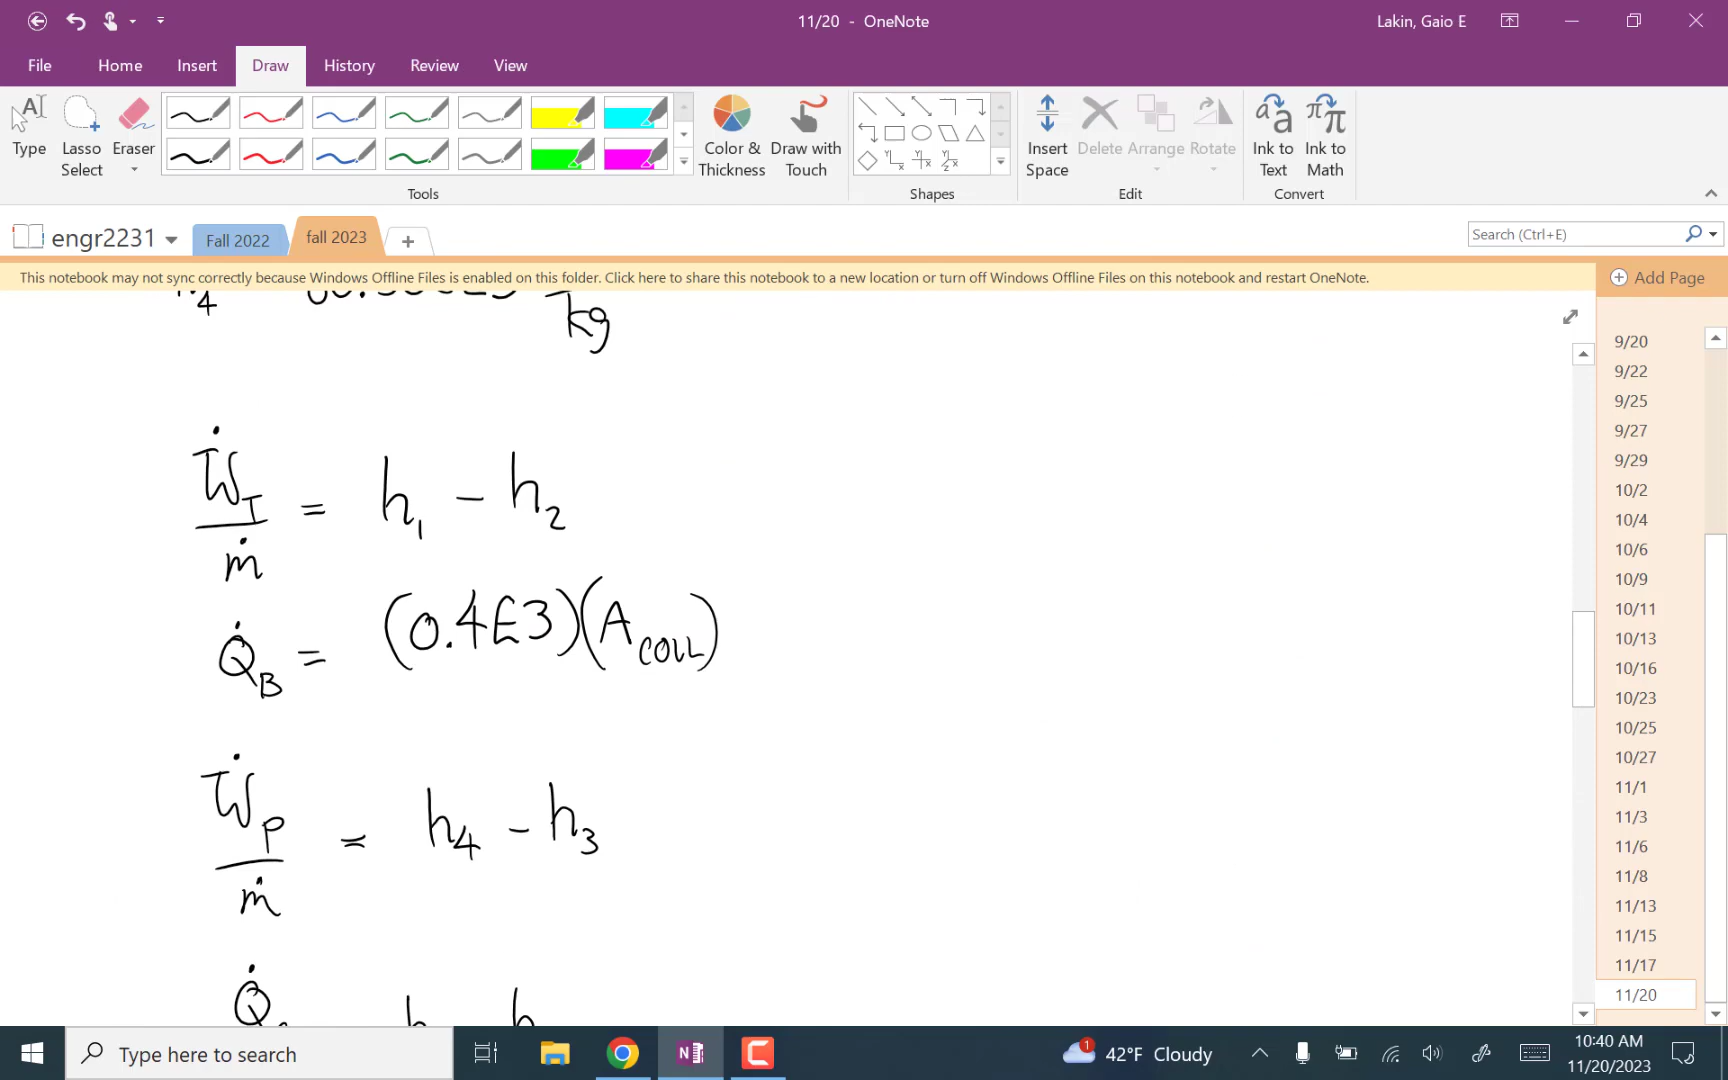 11/20 - OneNote
Lakin, Gaio E
File Home Insert Draw History Review View
Type
Lasso Select
Eraser
Color & Thickness
Draw with Touch
Insert Space
Delete
Arrange
Rotate
Ink to Text
Ink to Math
Tools
Shapes
Edit
Convert
engr2231
Fall 2022
fall 2023
Search (Ctrl+E)
This notebook may not sync correctly because Windows Offline Files is enabled on this folder. Click here to share this notebook to a new location or turn off Windows Offline Files on this notebook and restart OneNote.
Add Page
kg
Ẇ_T / ṁ = h₁ - h₂
Q̇_B = (0.4E3)(A_COLL)
Ẇ_P / ṁ = h₄ - h₃
Q̇
9/20
9/22
9/25
9/27
9/29
10/2
10/4
10/6
10/9
10/11
10/13
10/16
10/23
10/25
10/27
11/1
11/3
11/6
11/8
11/13
11/15
11/17
11/20
Type here to search
1
42°F Cloudy
10:40 AM
11/20/2023